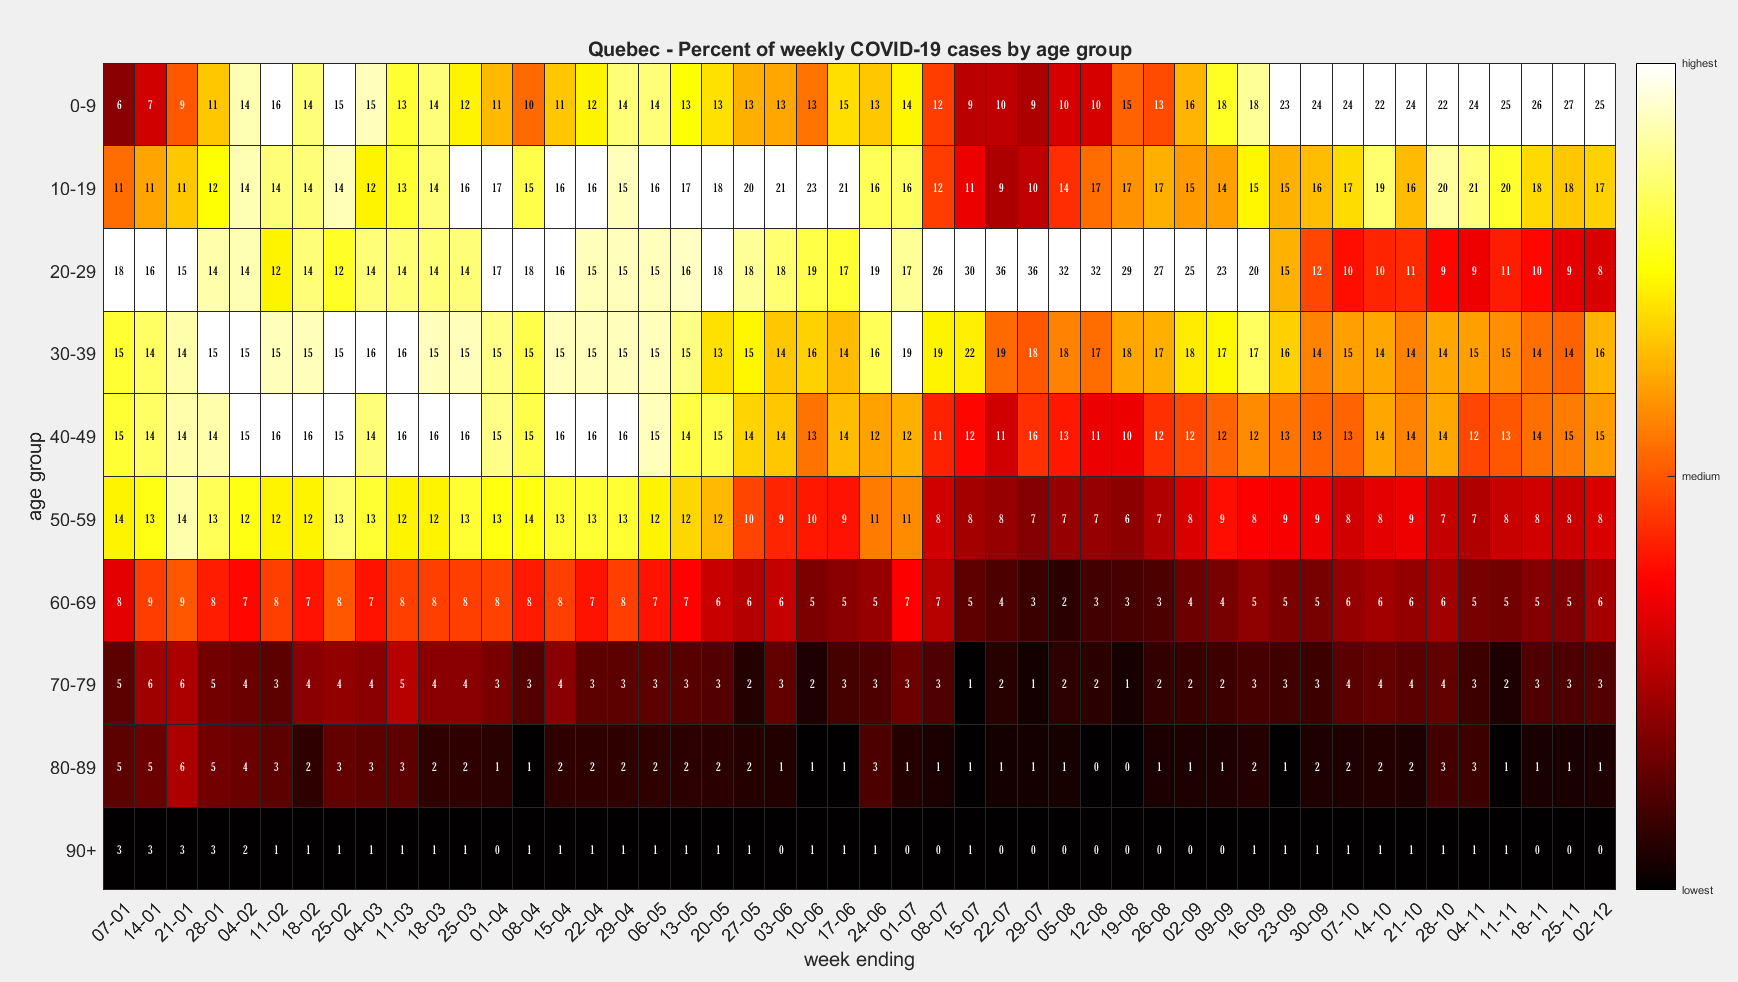 Quebec - Percent of weekly COVID-19 cases by age group
highest
0-9 6 7 9 11 14 16 14 15 15 13 14 12 11 10 11 12 14 14 13 13 13 13 13 15 13 14 12 9 10 9 10 10 15 13 16 18 18 23 24 24 22 24 22 24 25 26 27 25
10-19 11 11 11 12 14 14 14 14 12 13 14 16 17 15 16 16 15 16 17 18 20 21 23 21 16 16 12 11 9 10 14 17 17 17 15 14 15 15 16 17 19 16 20 21 20 18 18 17
20-29 18 16 15 14 14 12 14 12 14 14 14 14 17 18 16 15 15 15 16 18 18 18 19 17 19 17 26 30 36 36 32 32 29 27 25 23 20 15 12 10 10 11 9 9 11 10 9 8
30-39 15 14 14 15 15 15 15 15 16 16 15 15 15 15 15 15 15 15 15 13 15 14 16 14 16 19 19 22 19 18 18 17 18 17 18 17 17 16 14 15 14 14 14 15 15 14 14 16
40-49 15 14 14 14 15 16 16 15 14 16 16 16 15 15 16 16 16 15 14 15 14 14 13 14 12 12 11 12 11 16 13 11 10 12 12 12 12 13 13 13 14 14 14 12 13 14 15 15
medium
50-59 14 13 14 13 12 12 12 13 13 12 12 13 13 14 13 13 13 12 12 12 10 9 10 9 11 11 8 8 8 7 7 7 6 7 8 9 8 9 9 8 8 9 7 7 8 8 8 8
60-69 8 9 9 8 7 8 7 8 7 8 8 8 8 8 8 7 8 7 7 6 6 6 5 5 5 7 7 5 4 3 2 3 3 3 4 4 5 5 5 6 6 6 6 5 5 5 5 6
70-79 5 6 6 5 4 3 4 4 4 5 4 4 3 3 4 3 3 3 3 3 2 3 2 3 3 3 3 1 2 1 2 2 1 2 2 2 3 3 3 4 4 4 4 3 2 3 3 3
80-89 5 5 6 5 4 3 2 3 3 3 2 2 1 1 2 2 2 2 2 2 2 1 1 1 3 1 1 1 1 1 1 0 0 1 1 1 2 1 2 2 2 2 3 3 1 1 1 1
90+ 3 3 3 3 2 1 1 1 1 1 1 1 0 1 1 1 1 1 1 1 1 0 1 1 1 0 0 1 0 0 0 0 0 0 0 0 1 1 1 1 1 1 1 1 1 0 0 0
lowest
age group
07-01 14-01 21-01 28-01 04-02 11-02 18-02 25-02 04-03 11-03 18-03 25-03 01-04 08-04 15-04 22-04 29-04 06-05 13-05 20-05 27-05 03-06 10-06 17-06 24-06 01-07 08-07 15-07 22-07 29-07 05-08 12-08 19-08 26-08 02-09 09-09 16-09 23-09 30-09 07-10 14-10 21-10 28-10 04-11 11-11 18-11 25-11 02-12
week ending